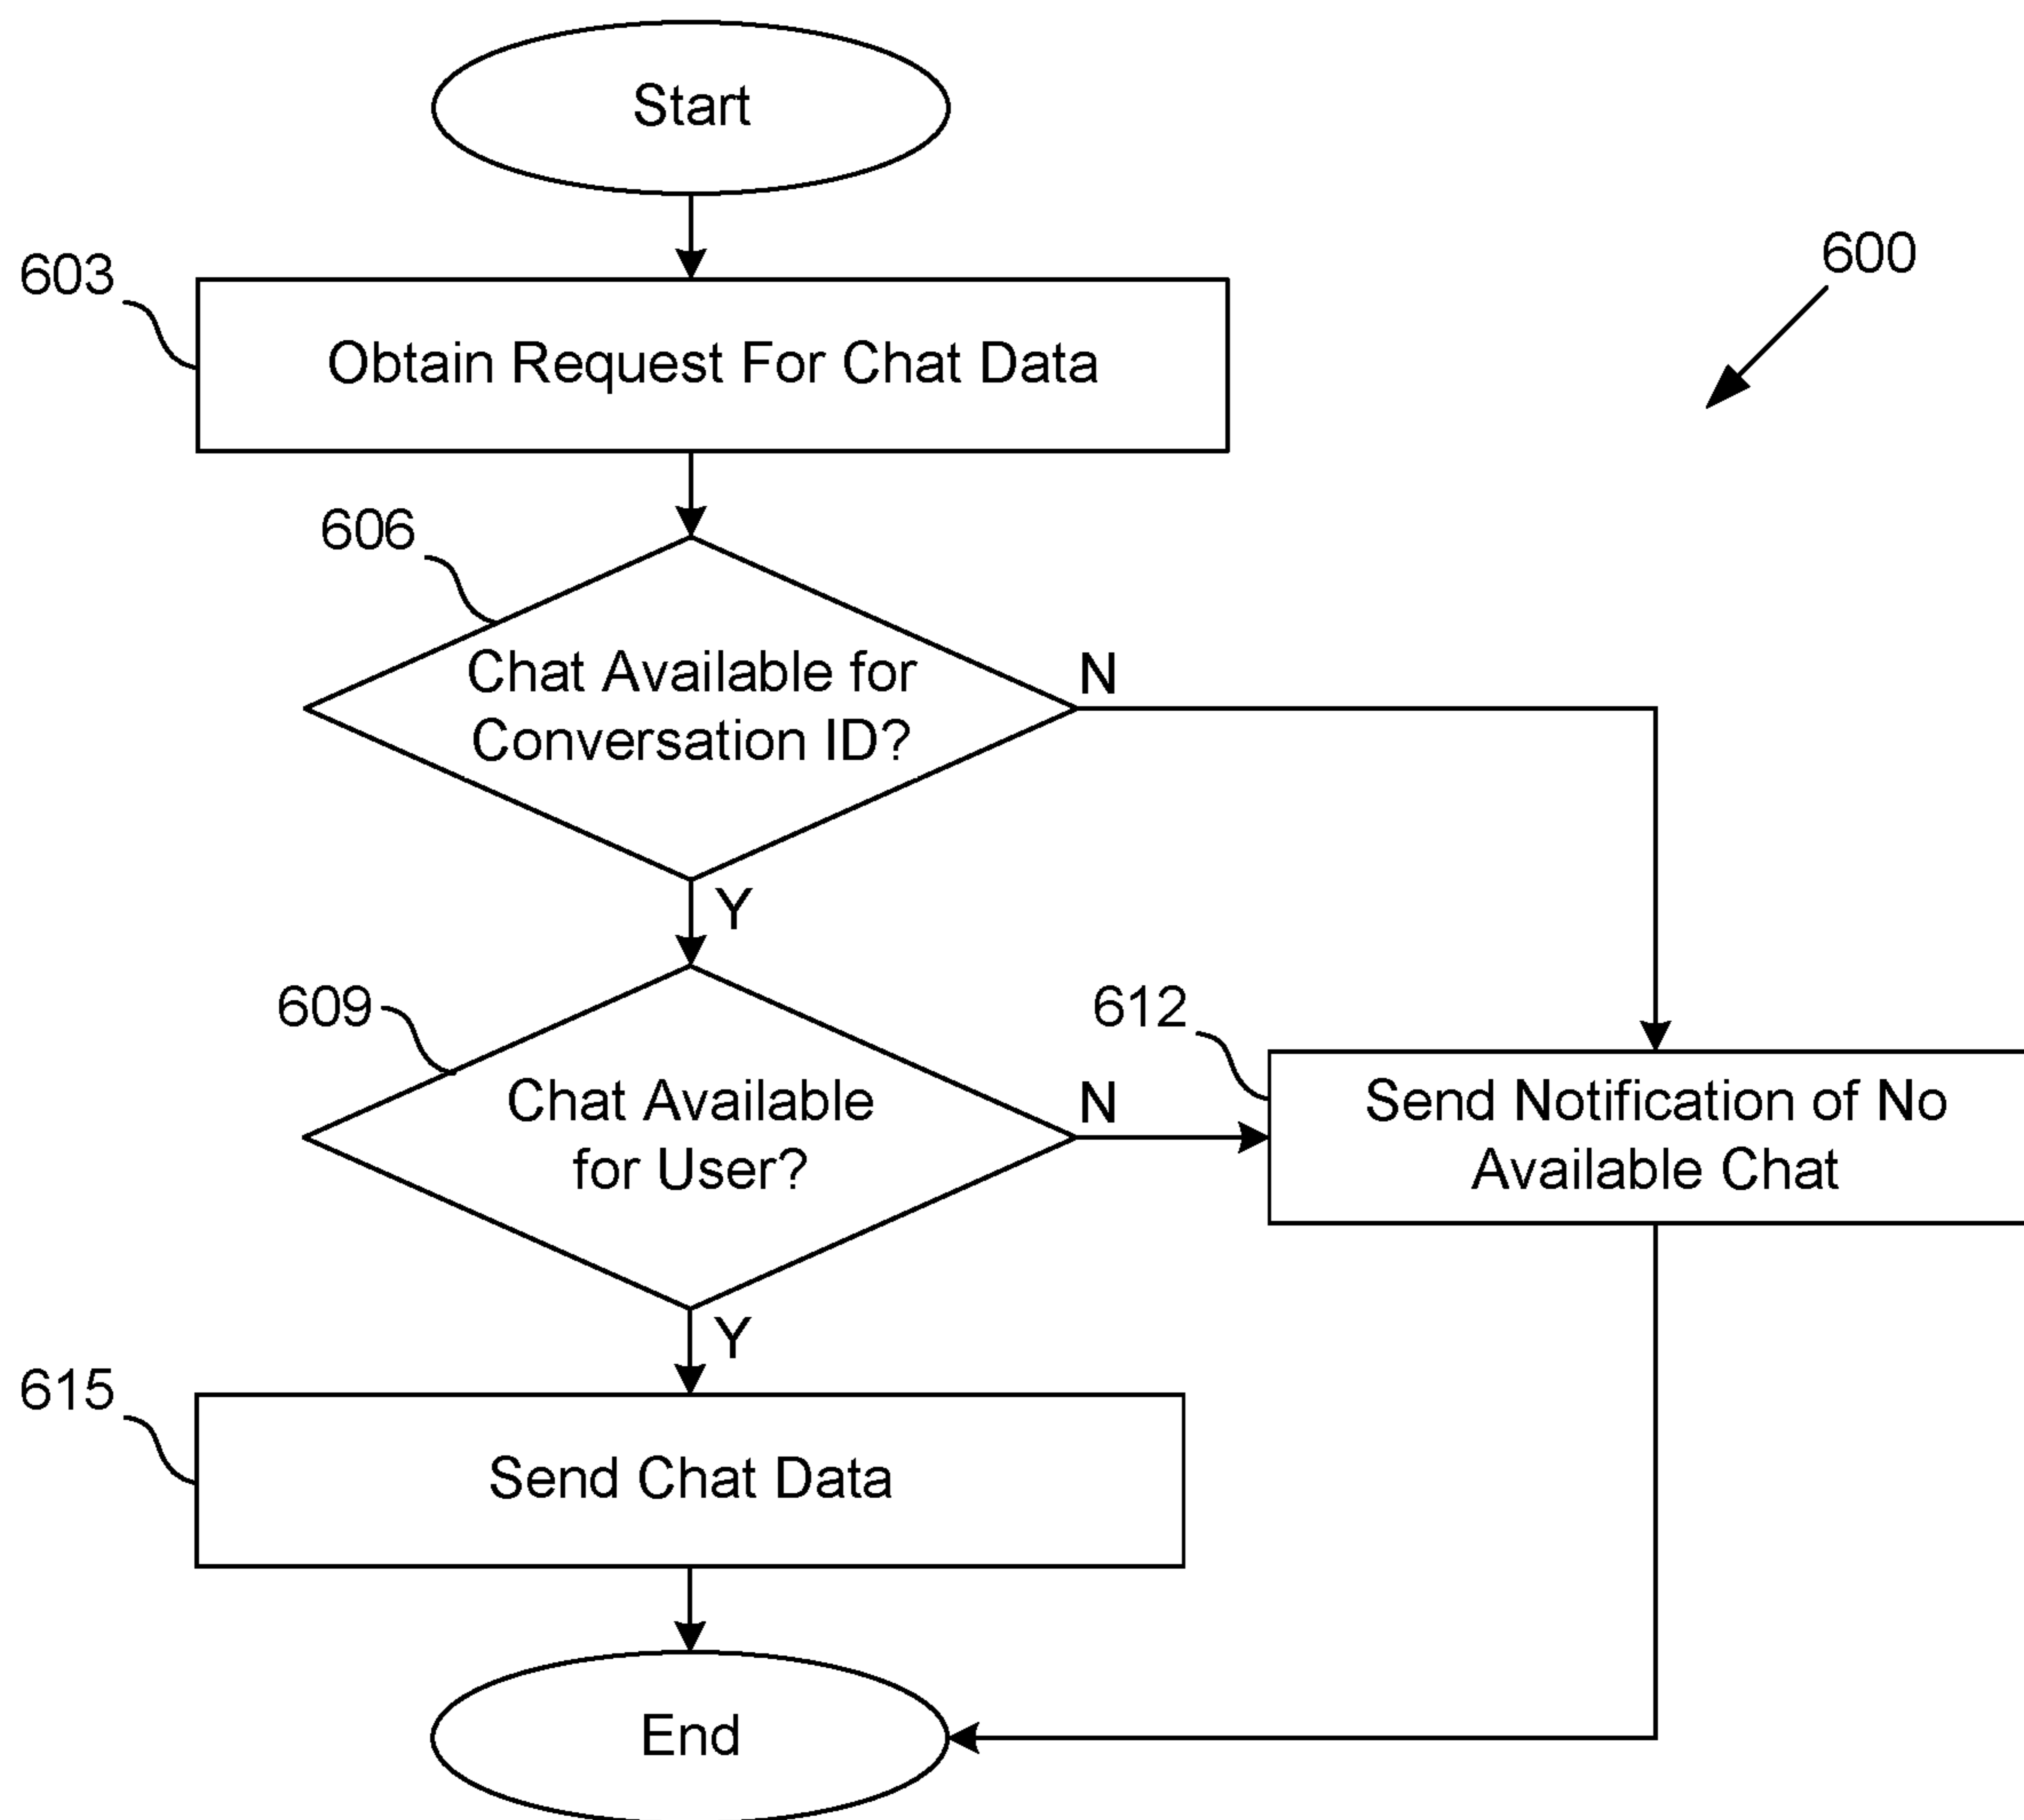 Start
600
603
Obtain Request For Chat Data
606
Chat Available for
Conversation ID?
N
Y
609
Chat Available
for User?
N
612
Send Notification of No
Available Chat
Y
615
Send Chat Data
End